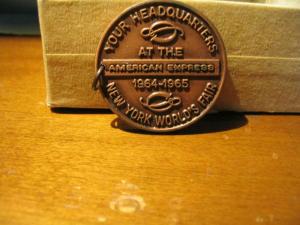 YOUR HEADQUARTERS
AT THE
AMERICAN EXPRESS
1964-1965
NEW YORK WORLD'S FAIR